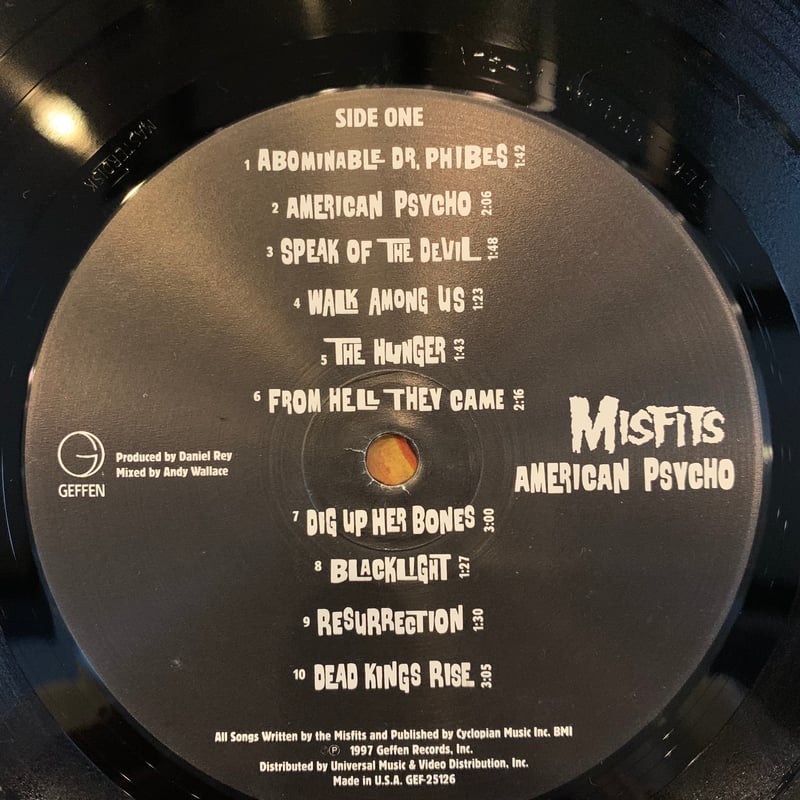 SIDE ONE
1 ABOMINABLE DR. PHIBES 1:42
2 AMERICAN PSYCHO 2:06
3 SPEAK OF THE DEVIL 1:48
4 WALK AMONG US 1:23
5 THE HUNGER 1:43
6 FROM HELL THEY CAME 2:16
MISFITS
AMERICAN PSYCHO
Produced by Daniel Rey
Mixed by Andy Wallace
GEFFEN
7 DIG UP HER BONES 3:00
8 BLACKLIGHT 1:27
9 RESURRECTION 1:30
10 DEAD KINGS RISE 3:05
All Songs Written by the Misfits and Published by Cyclopian Music Inc. BMI
℗ 1997 Geffen Records, Inc.
Distributed by Universal Music & Video Distribution, Inc.
Made in U.S.A. GEF-25126
MASTERDISK